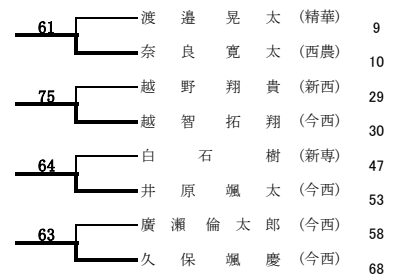 渡邉晃太 (精華) 9
61
奈良寛太 (西農) 10
越野翔貴 (新西) 29
75
越智拓翔 (今西) 30
白石樹 (新専) 47
64
井原颯太 (今西) 53
廣瀬倫太郎 (今西) 58
63
久保颯慶 (今西) 68